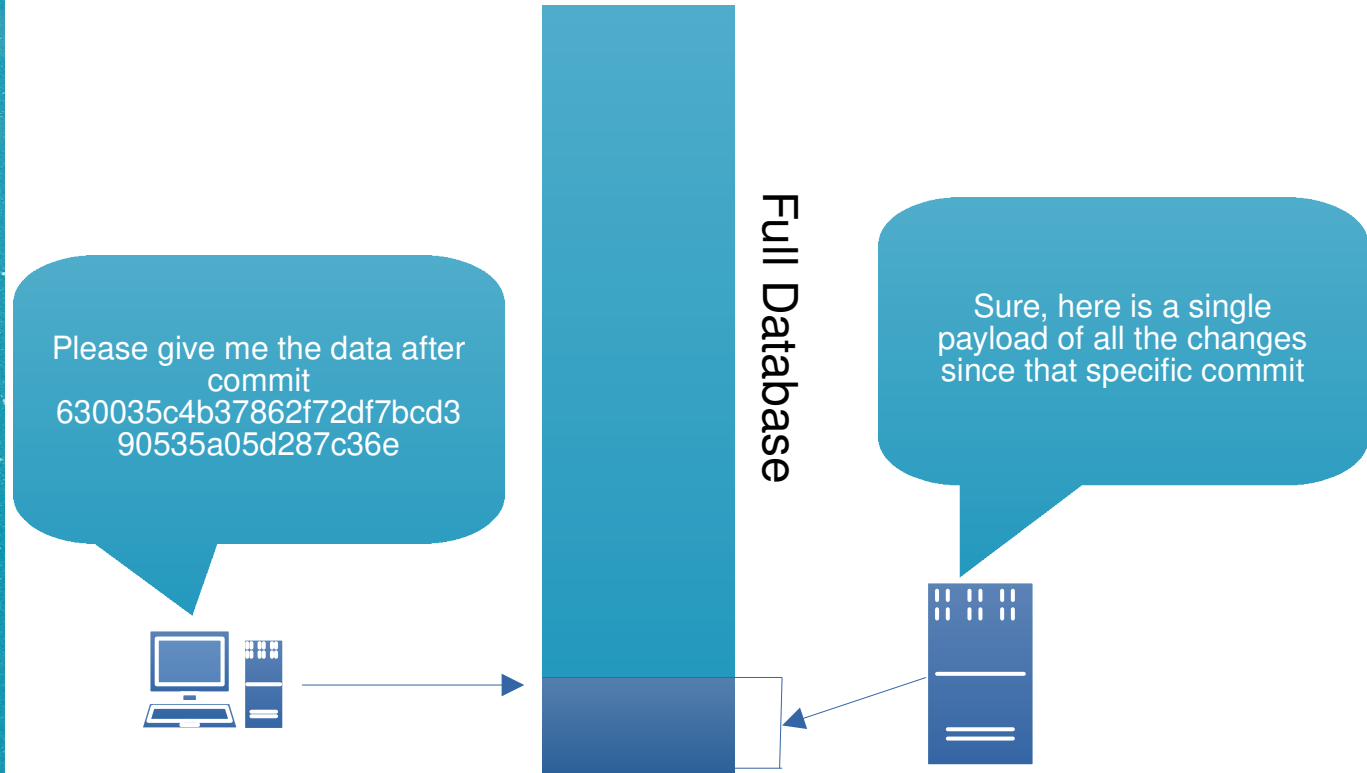 Please give me the data after
commit
630035c4b37862f72df7bcd3
90535a05d287c36e
Full Database
Sure, here is a single
payload of all the changes
since that specific commit